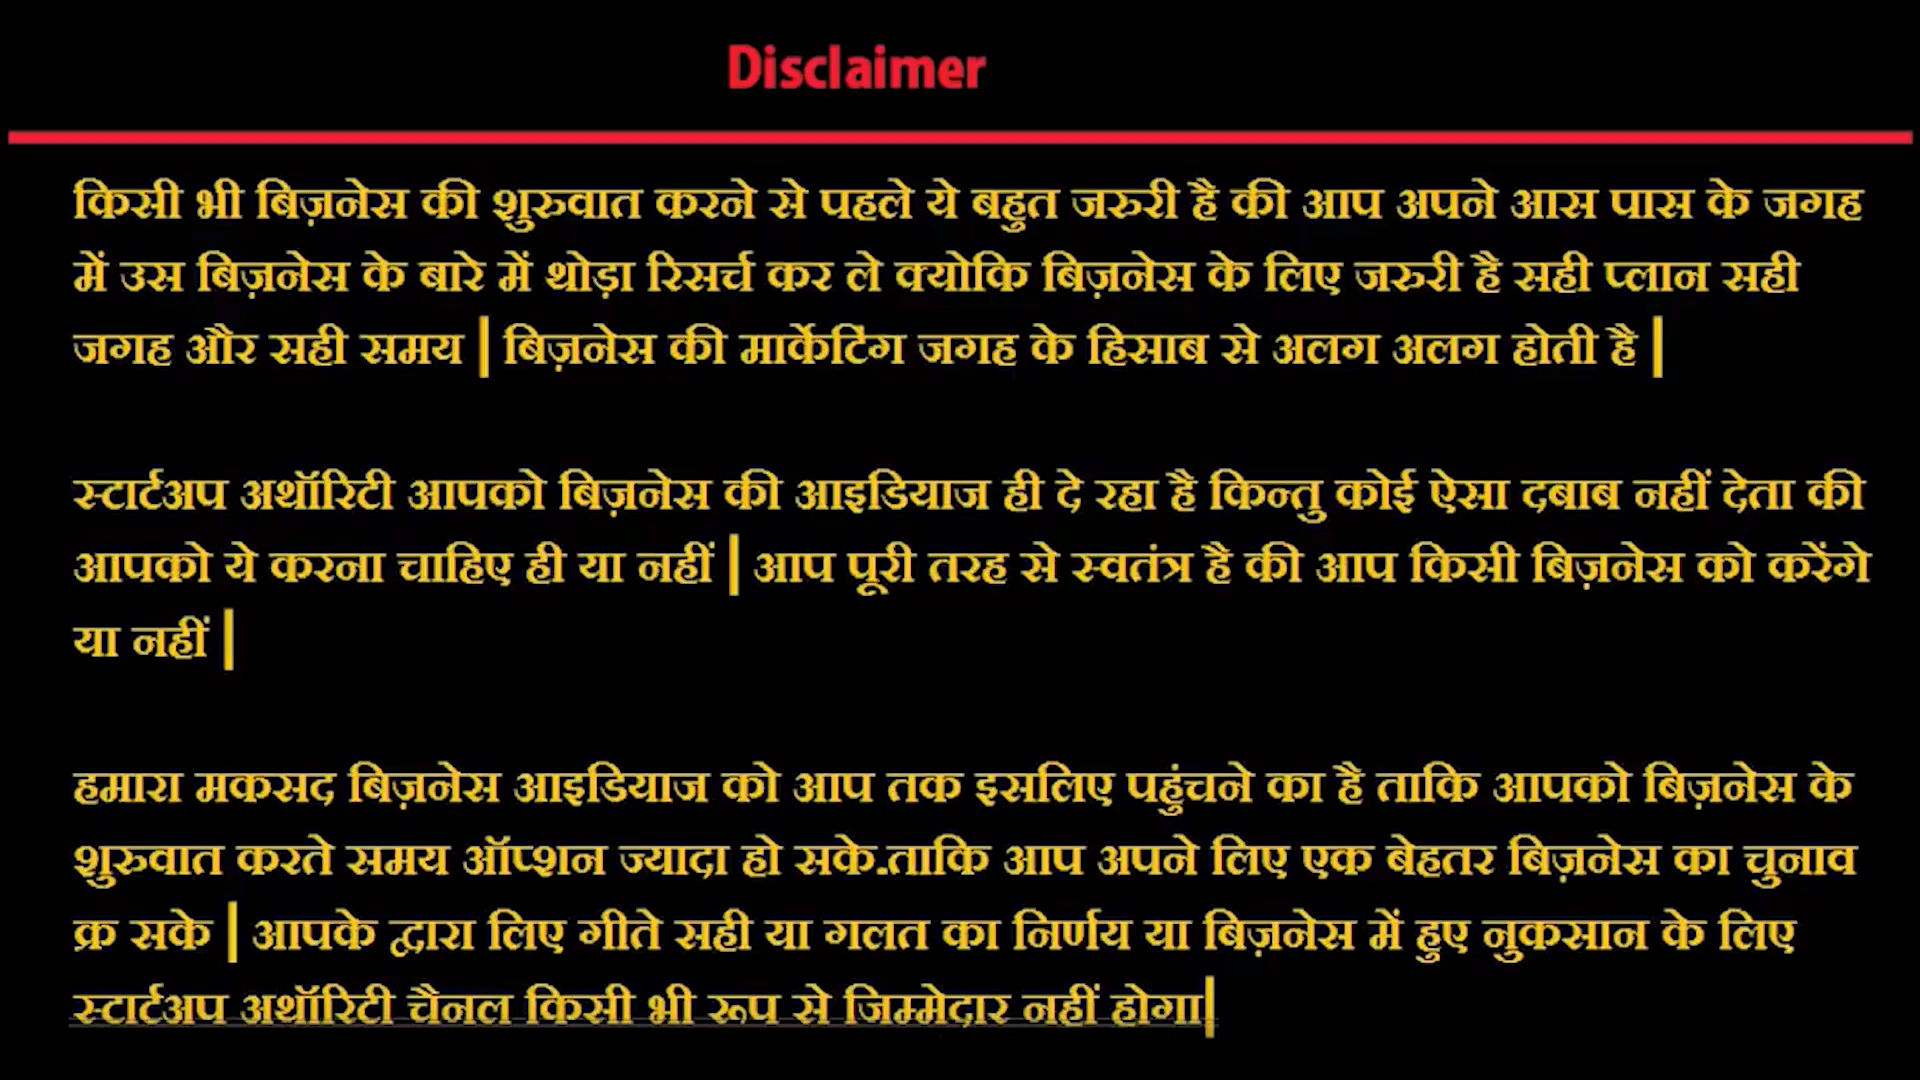 Disclaimer
किसी भी बिज़नेस की शुरुवात करने से पहले ये बहुत जरुरी है की आप अपने आस पास के जगह
में उस बिज़नेस के बारे में थोड़ा रिसर्च कर ले क्योकि बिज़नेस के लिए जरुरी है सही प्लान सही
जगह और सही समय | बिज़नेस की मार्केटिंग जगह के हिसाब से अलग अलग होती है |
स्टार्टअप अथॉरिटी आपको बिज़नेस की आइडियाज ही दे रहा है किन्तु कोई ऐसा दबाब नहीं देता की
आपको ये करना चाहिए ही या नहीं | आप पूरी तरह से स्वतंत्र है की आप किसी बिज़नेस को करेंगे
या नहीं |
हमारा मकसद बिज़नेस आइडियाज को आप तक इसलिए पहुंचने का है ताकि आपको बिज़नेस के
शुरुवात करते समय ऑप्शन ज्यादा हो सके.ताकि आप अपने लिए एक बेहतर बिज़नेस का चुनाव
क्र सके | आपके द्वारा लिए गीते सही या गलत का निर्णय या बिज़नेस में हुए नुकसान के लिए
स्टार्टअप अथॉरिटी चैनल किसी भी रूप से जिम्मेदार नहीं होगा|